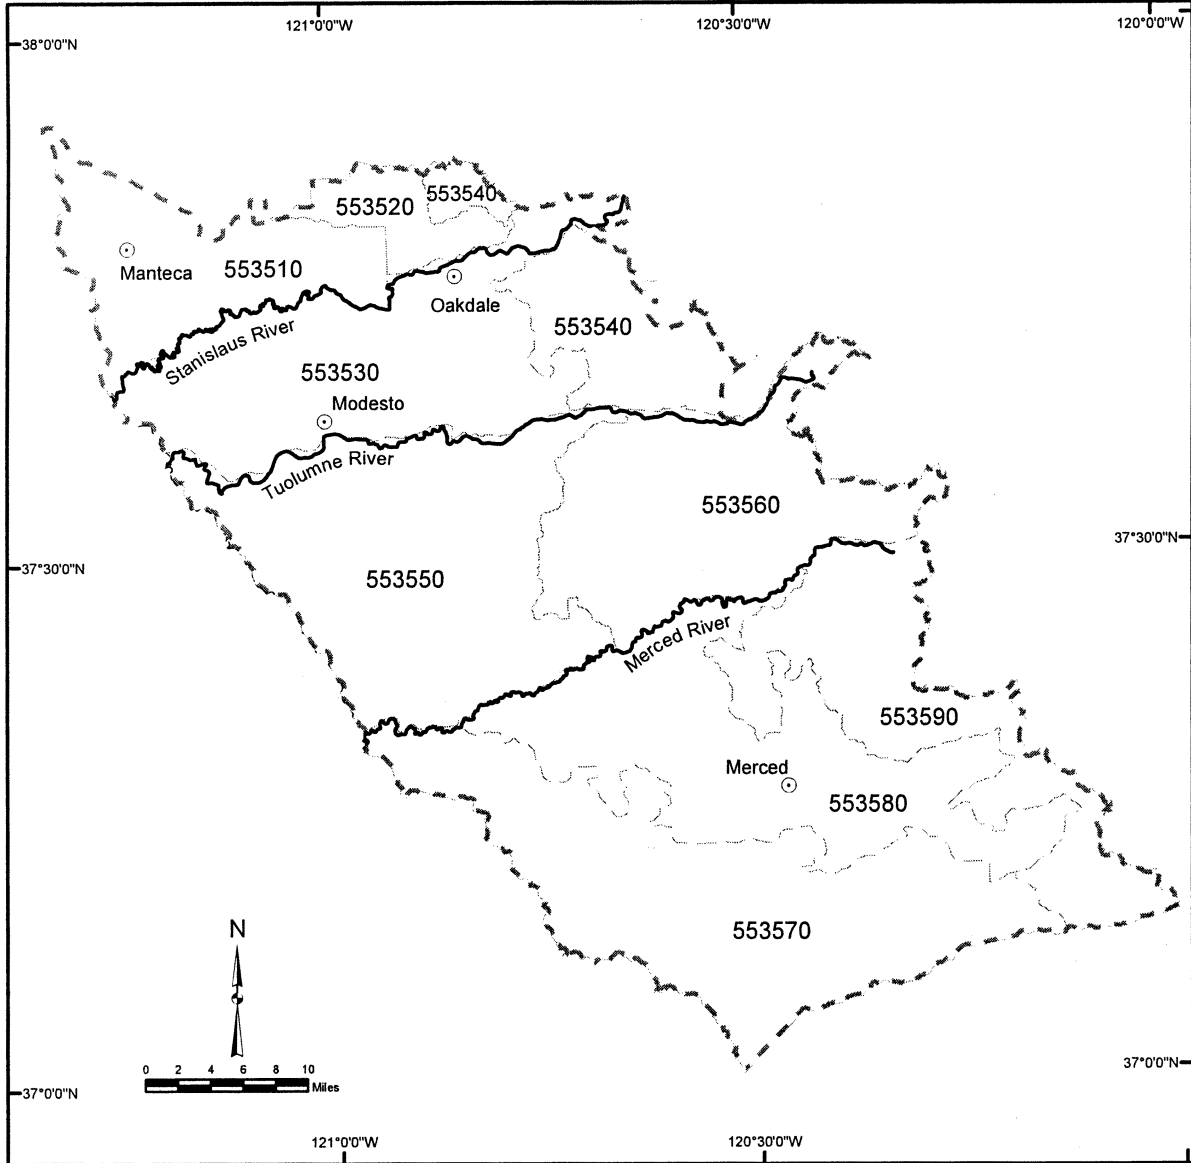 121°0'0"W
120°30'0"W
120°0'0"W
38°0'0"N
553520
553540
Manteca
553510
Oakdale
Stanislaus River
553540
553530
Modesto
Tuolumne River
553560
37°30'0"N
37°30'0"N
553550
Merced River
553590
Merced
553580
553570
N
0 2 4 6 8 10
Miles
37°0'0"N
37°0'0"N
121°0'0"W
120°30'0"W